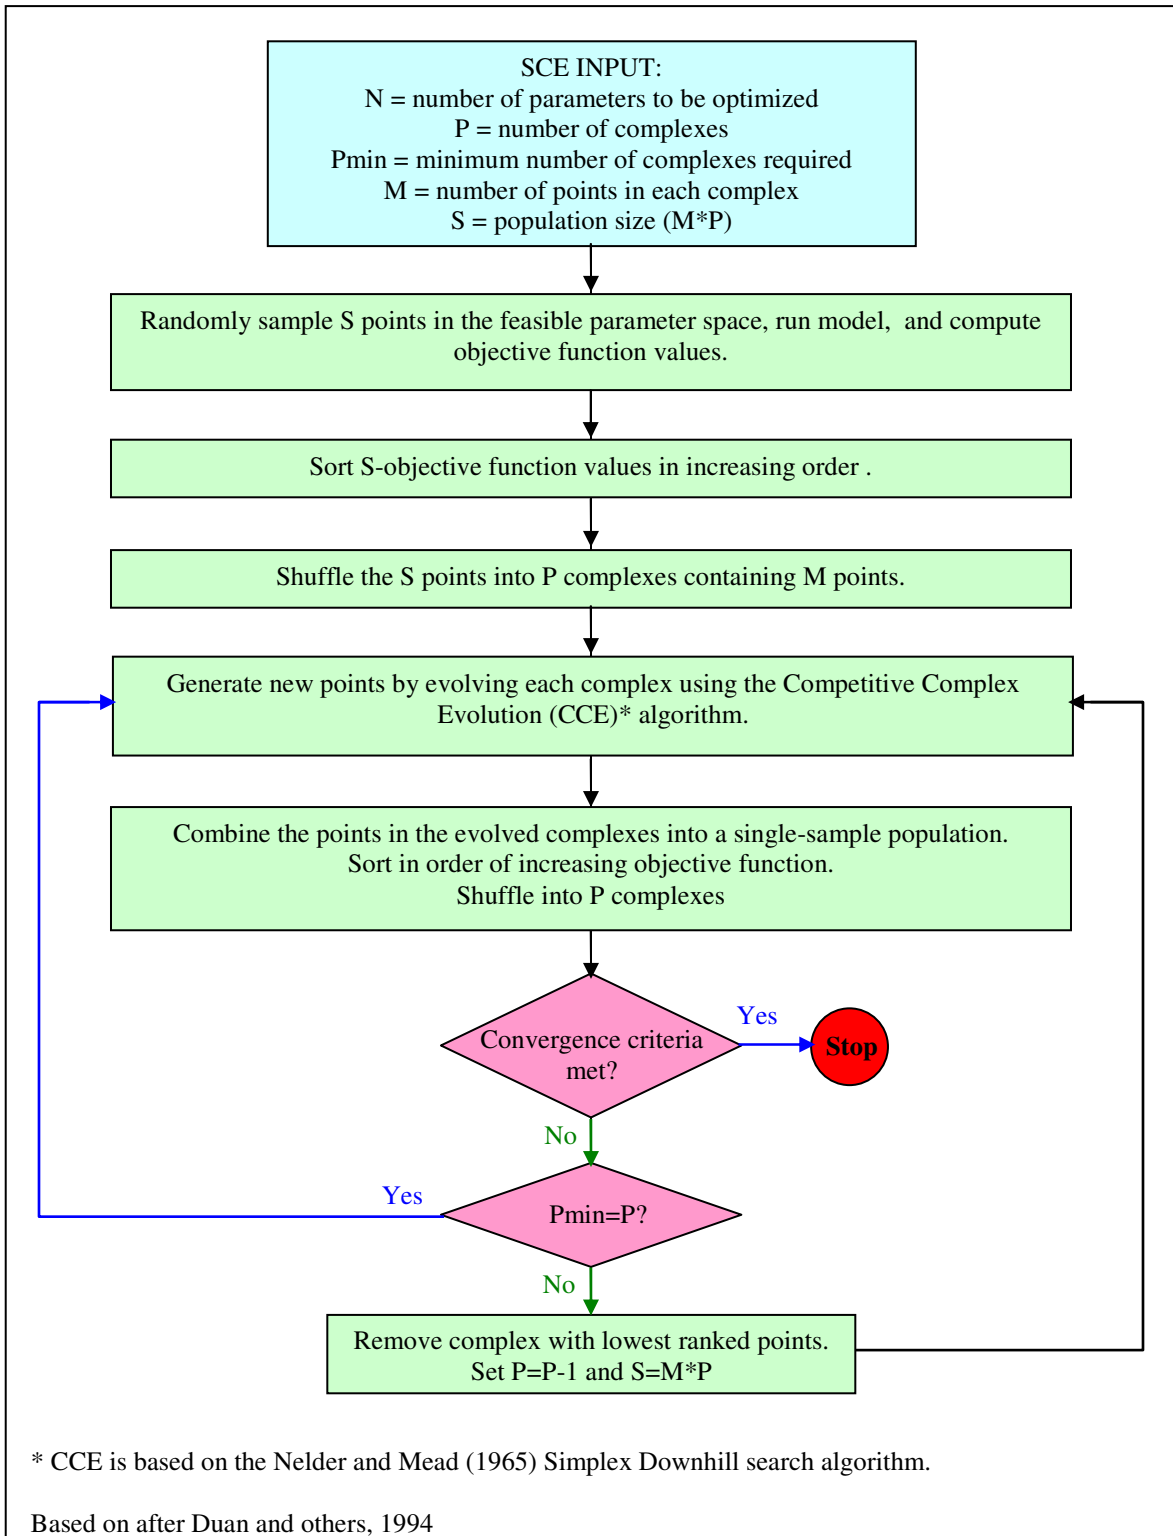 SCE INPUT:
N = number of parameters to be optimized
P = number of complexes
Pmin = minimum number of complexes required
M = number of points in each complex
S = population size (M*P)
Randomly sample S points in the feasible parameter space, run model, and compute
objective function values.
Sort S-objective function values in increasing order .
Shuffle the S points into P complexes containing M points.
Generate new points by evolving each complex using the Competitive Complex
Evolution (CCE)* algorithm.
Combine the points in the evolved complexes into a single-sample population.
Sort in order of increasing objective function.
Shuffle into P complexes
Convergence criteria
met?
Yes
Stop
No
Pmin=P?
Yes
No
Remove complex with lowest ranked points.
Set P=P-1 and S=M*P
* CCE is based on the Nelder and Mead (1965) Simplex Downhill search algorithm.
Based on after Duan and others, 1994